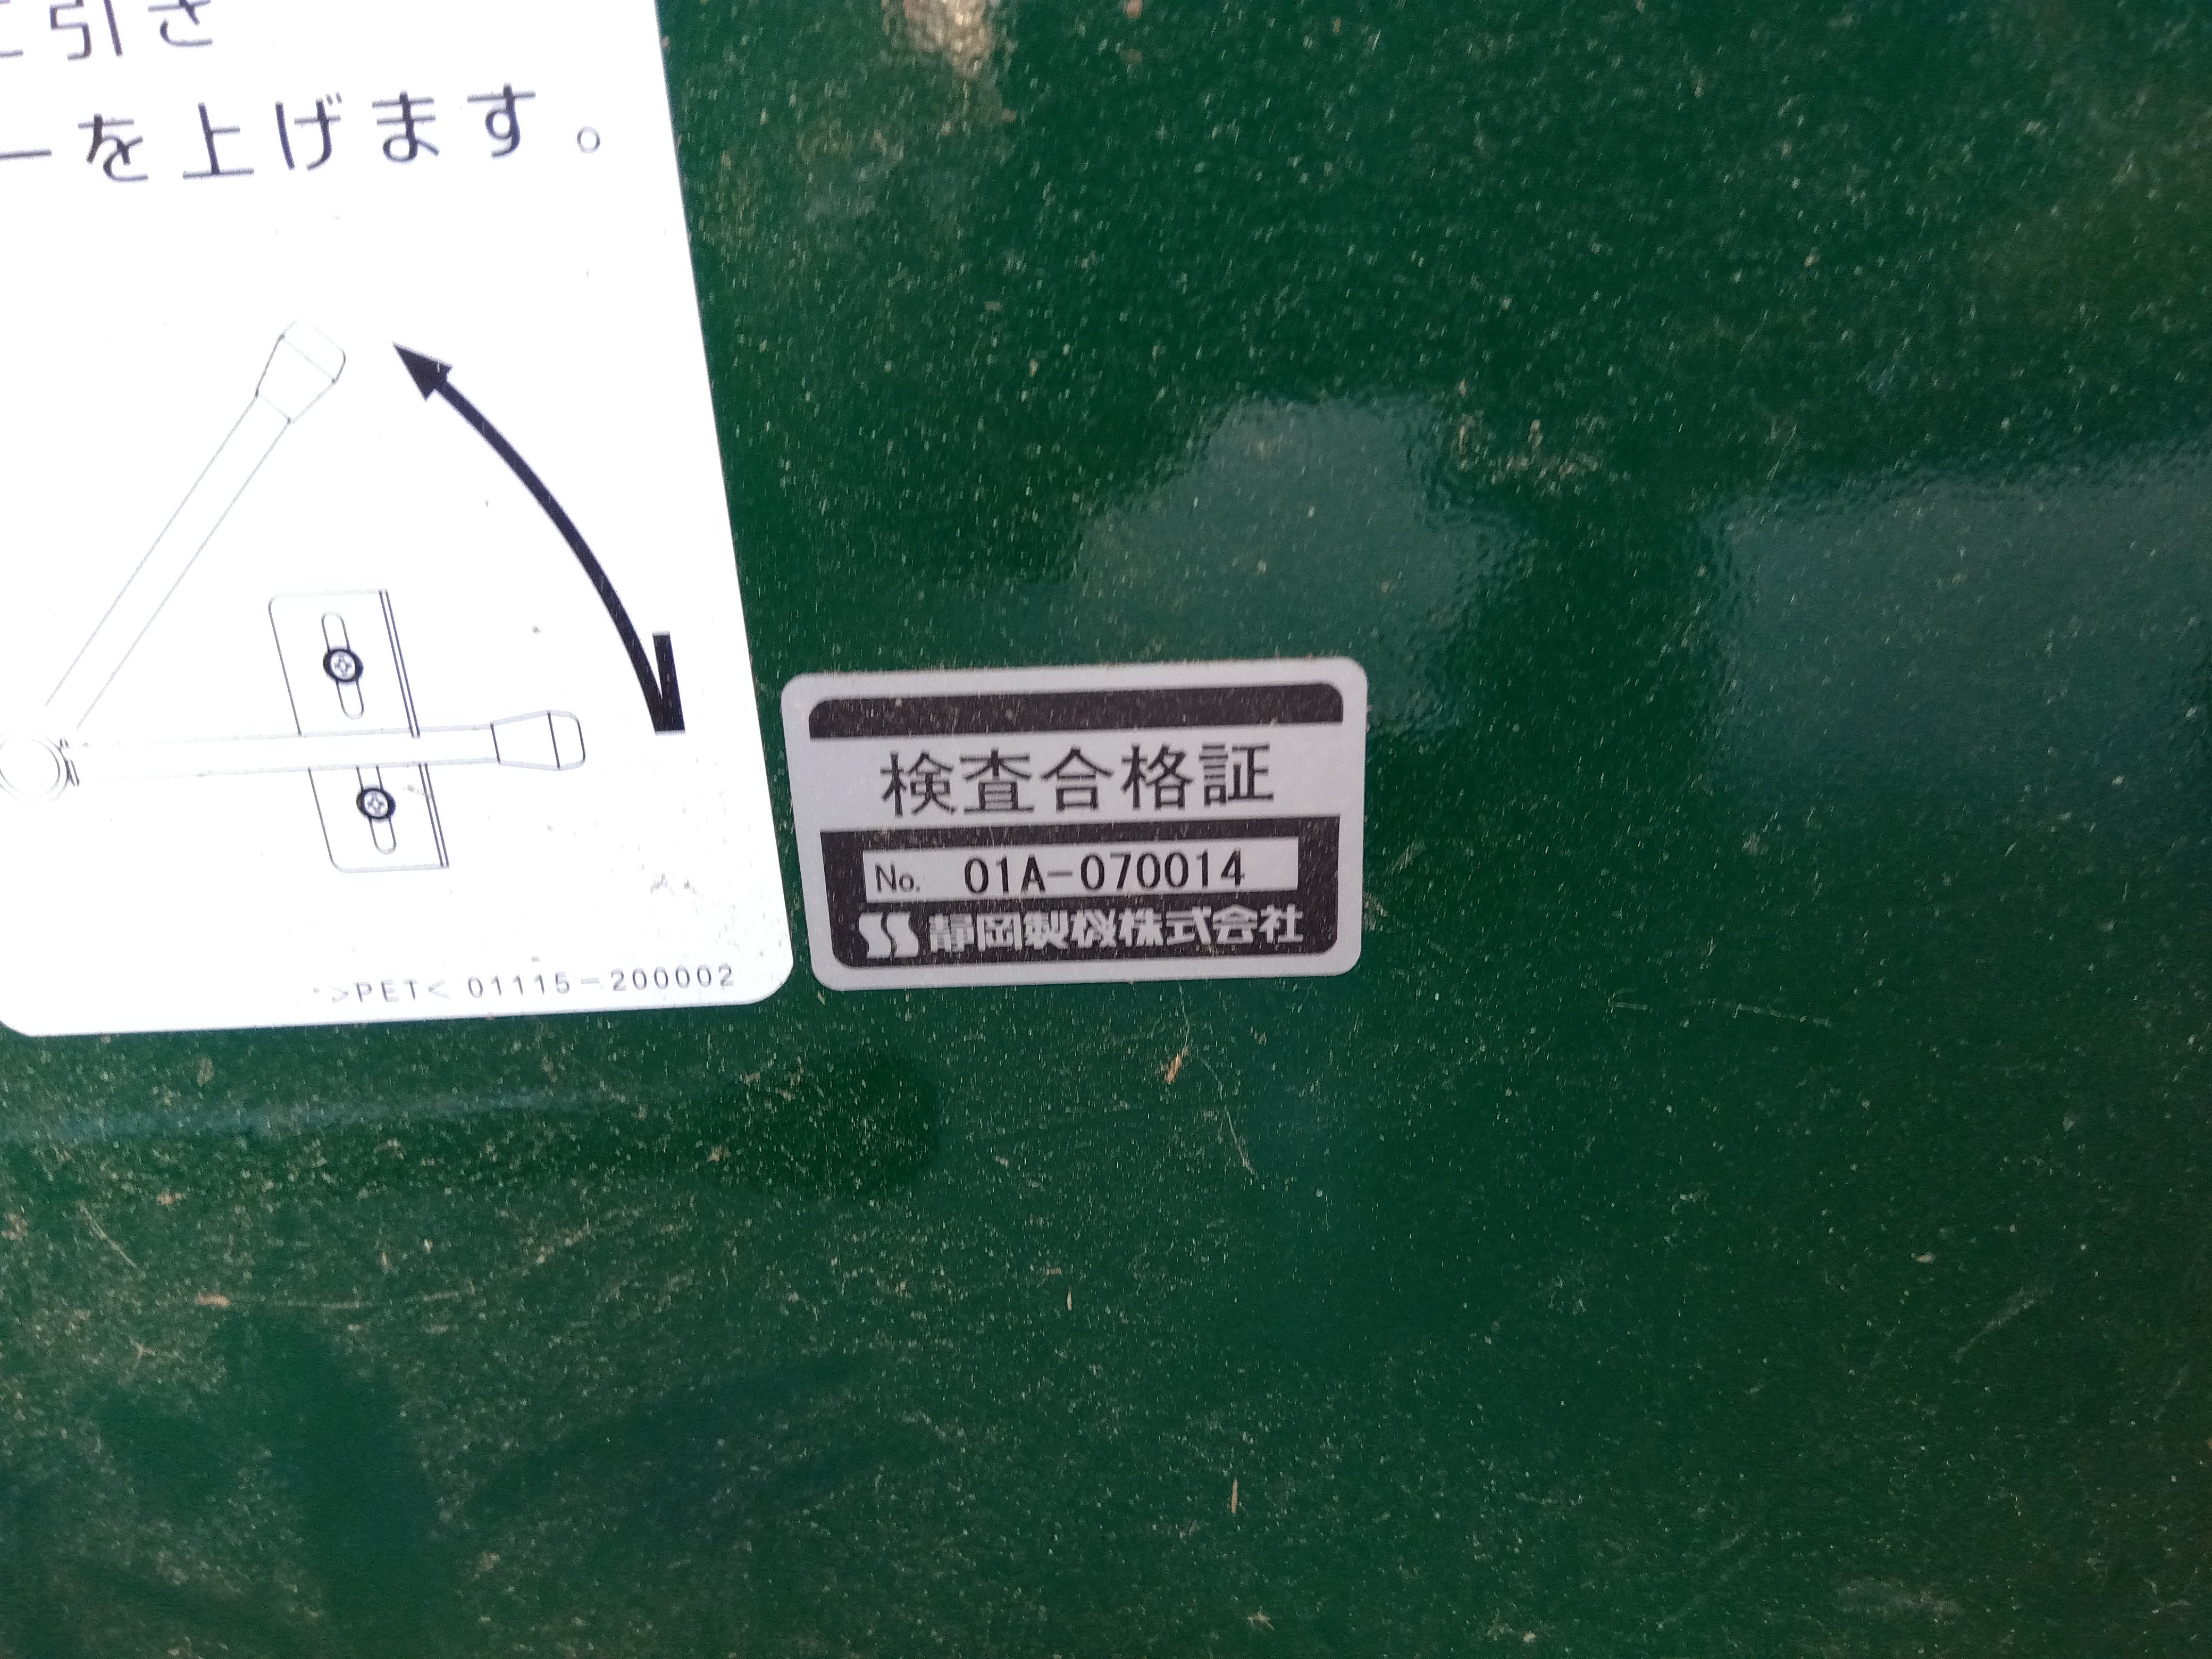 に引き
ーを上げます。
>PET< 01115-200002
検査合格証
No. 01A-070014
静岡製機株式会社